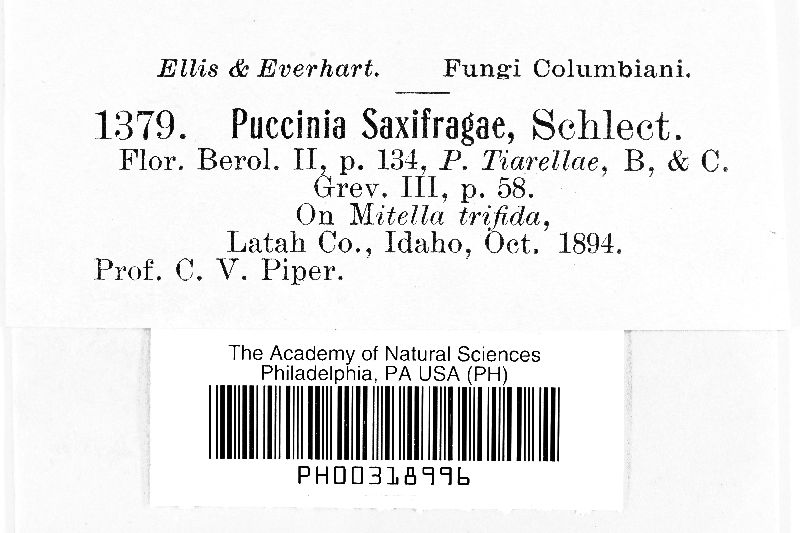 Ellis & Everhart. Fungi Columbiani.
1379. Puccinia Saxifragae, Schlect.
Flor. Berol. II, p. 134, P. Tiarellae, B, & C.
Grev. III, p. 58.
On Mitella trifida,
Latah Co., Idaho, Oct. 1894.
Prof. C. V. Piper.
The Academy of Natural Sciences
Philadelphia, PA USA (PH)
PH00318996